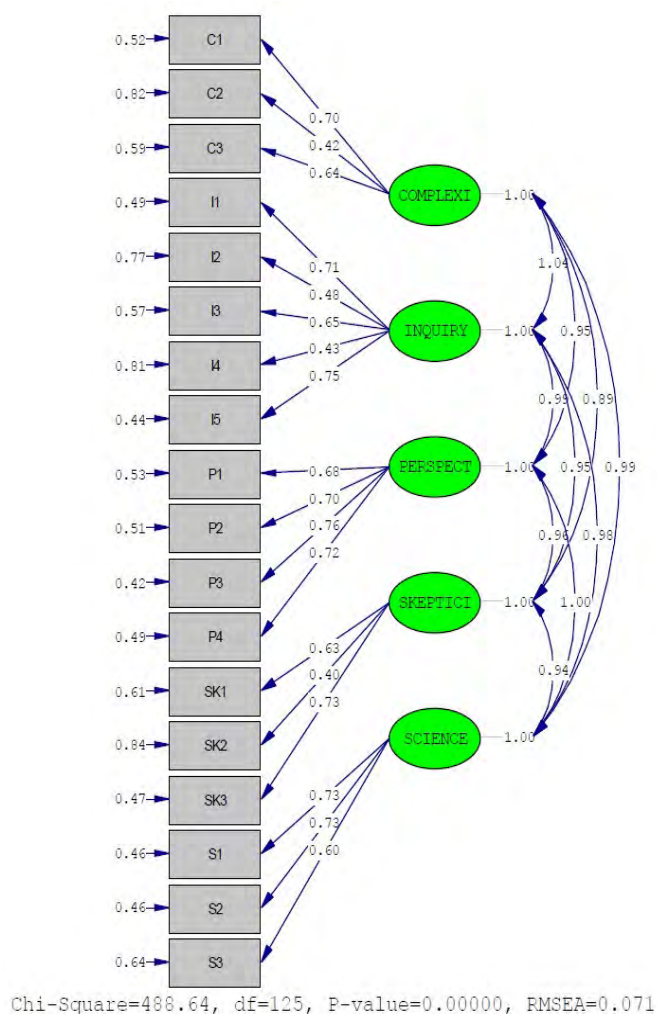 0.52 C1
0.82 C2
0.70
0.42
0.59 C3
0.64
COMPLEXI 1.00
0.49 I1
0.77 I2
1.04
0.71
0.48
0.57 I3
0.65
INQUIRY 1.00 0.95
0.81 I4
0.43
0.75
0.99 0.89
0.44 I5
0.53 P1
0.68
PERSPECT 1.00 0.95 0.99
0.51 P2
0.70
0.76
0.42 P3
0.72
0.96 0.98
0.49 P4
SKEPTICI 1.00 1.00
0.61 SK1
0.63
0.40
0.73
0.94
0.84 SK2
SCIENCE 1.00
0.47 SK3
0.73
0.73
0.60
0.46 S1
0.46 S2
0.64 S3
Chi-Square=488.64, df=125, P-value=0.00000, RMSEA=0.071